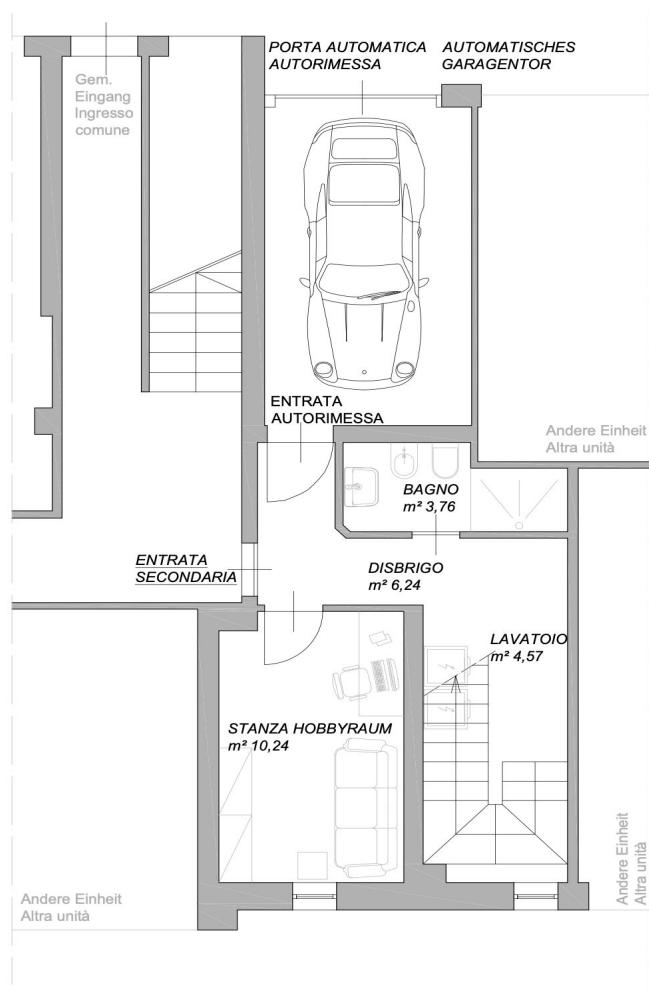 PORTA AUTOMATICA
AUTORIMESSA
AUTOMATISCHES
GARAGENTOR
Gem.
Eingang
Ingresso
comune
ENTRATA
AUTORIMESSA
Andere Einheit
Altra unità
BAGNO
m² 3,76
ENTRATA
SECONDARIA
DISBRIGO
m² 6,24
LAVATOIO
m² 4,57
STANZA HOBBYRAUM
m² 10,24
Andere Einheit
Altra unità
Andere Einheit
Altra unità